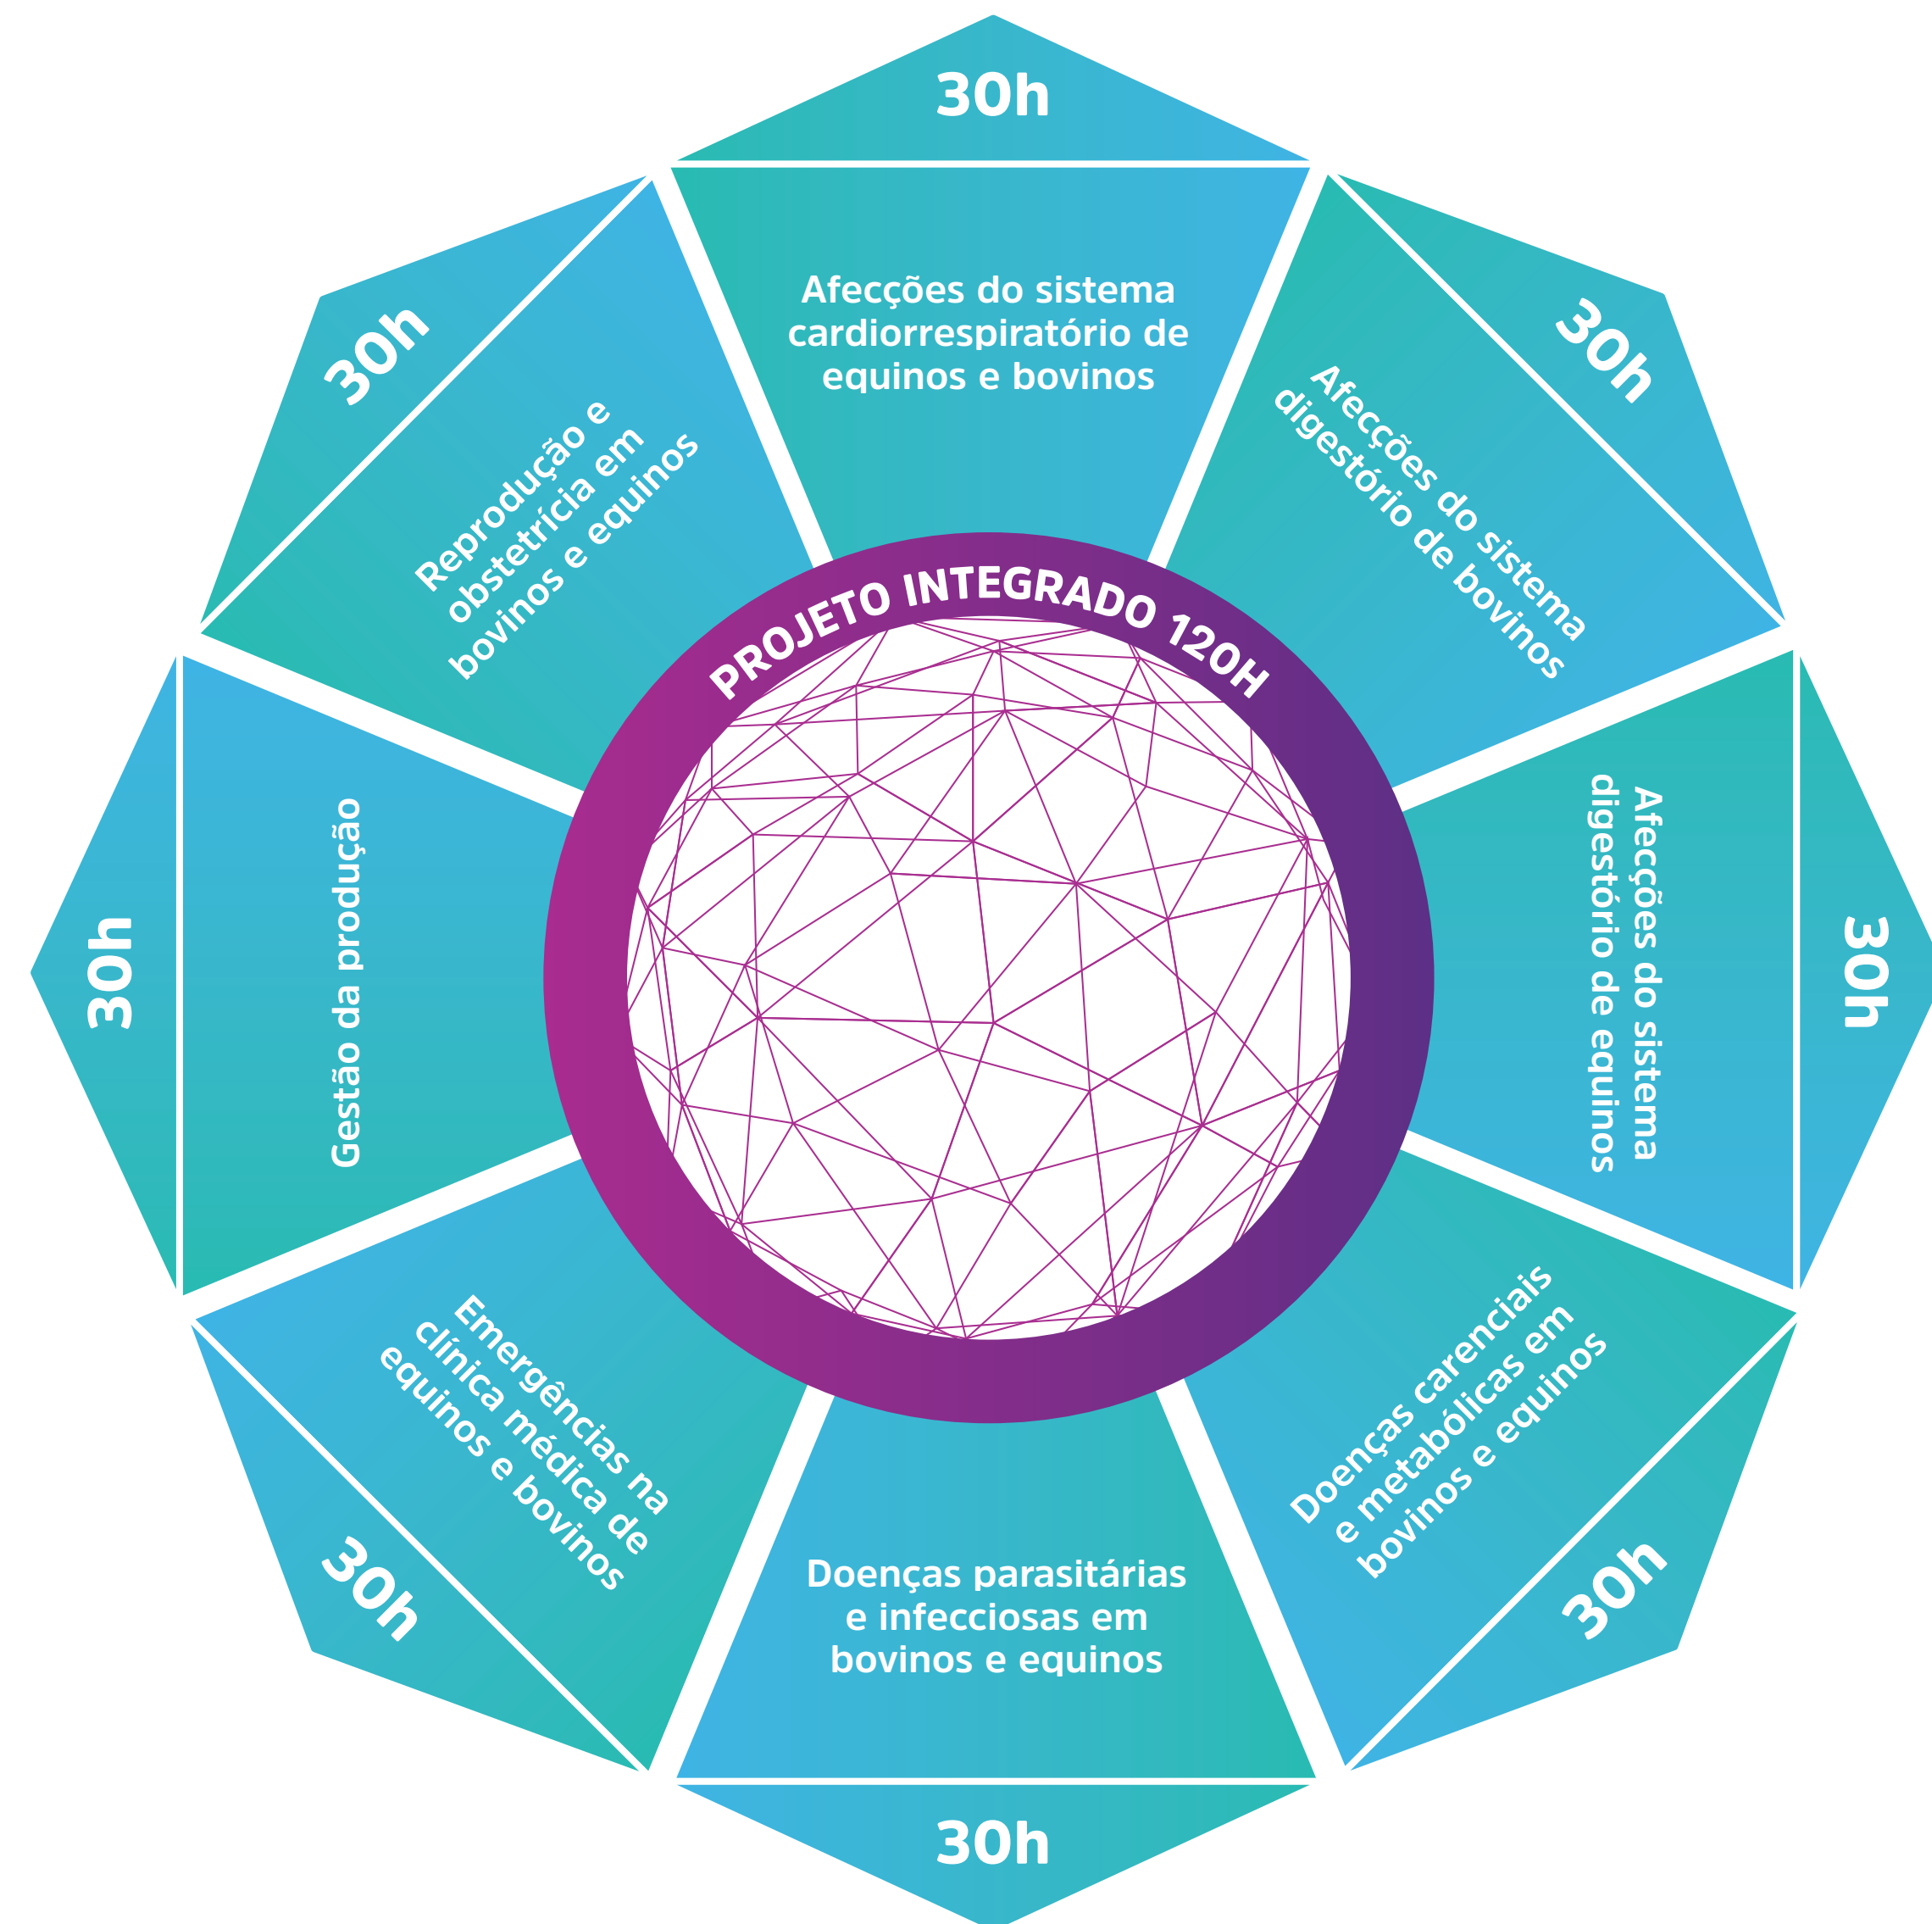 30h
Afecções do sistema
cardiorrespiratório de
equinos e bovinos
30h
Afecções do sistema
digestório de bovinos
30h
Afecções do sistema
digestório de equinos
30h
Doenças carenciais
e metabólicas em
bovinos e equinos
30h
Doenças parasitárias
e infecciosas em
bovinos e equinos
30h
Emergências na
clínica médica de
equinos e bovinos
30h
Gestão da produção
30h
Reprodução e
obstetrícia em
bovinos e equinos
PROJETO INTEGRADO 120H